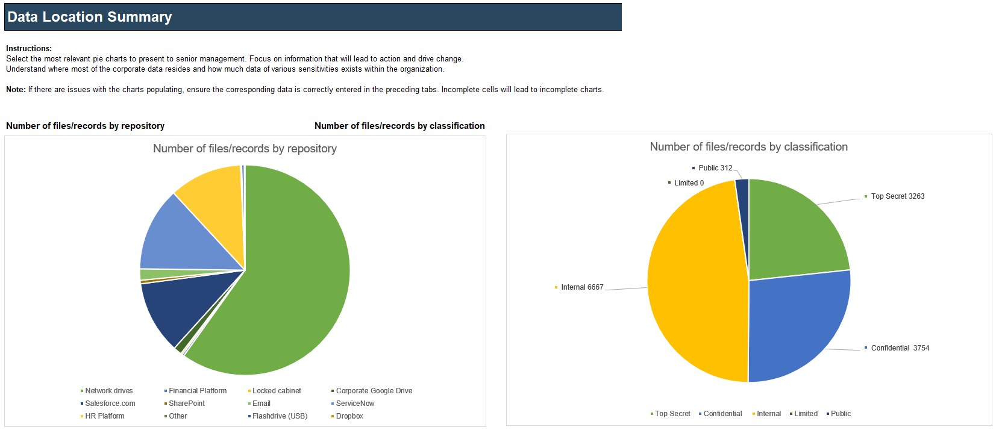 Data Location Summary
Instructions:
Select the most relevant pie charts to present to senior management. Focus on information that will lead to action and drive change.
Understand where most of the corporate data resides and how much data of various sensitivities exists within the organization.
Note: If there are issues with the charts populating, ensure the corresponding data is correctly entered in the preceding tabs. Incomplete cells will lead to incomplete charts.
Number of files/records by repository
Number of files/records by classification
Number of files/records by repository
Network drives
Financial Platform
Locked cabinet
Corporate Google Drive
Salesforce.com
SharePoint
Email
ServiceNow
HR Platform
Other
Flashdrive (USB)
Dropbox
Number of files/records by classification
Public 312
Limited 0
Top Secret 3263
Internal 6667
Confidential 3754
Top Secret
Confidential
Internal
Limited
Public